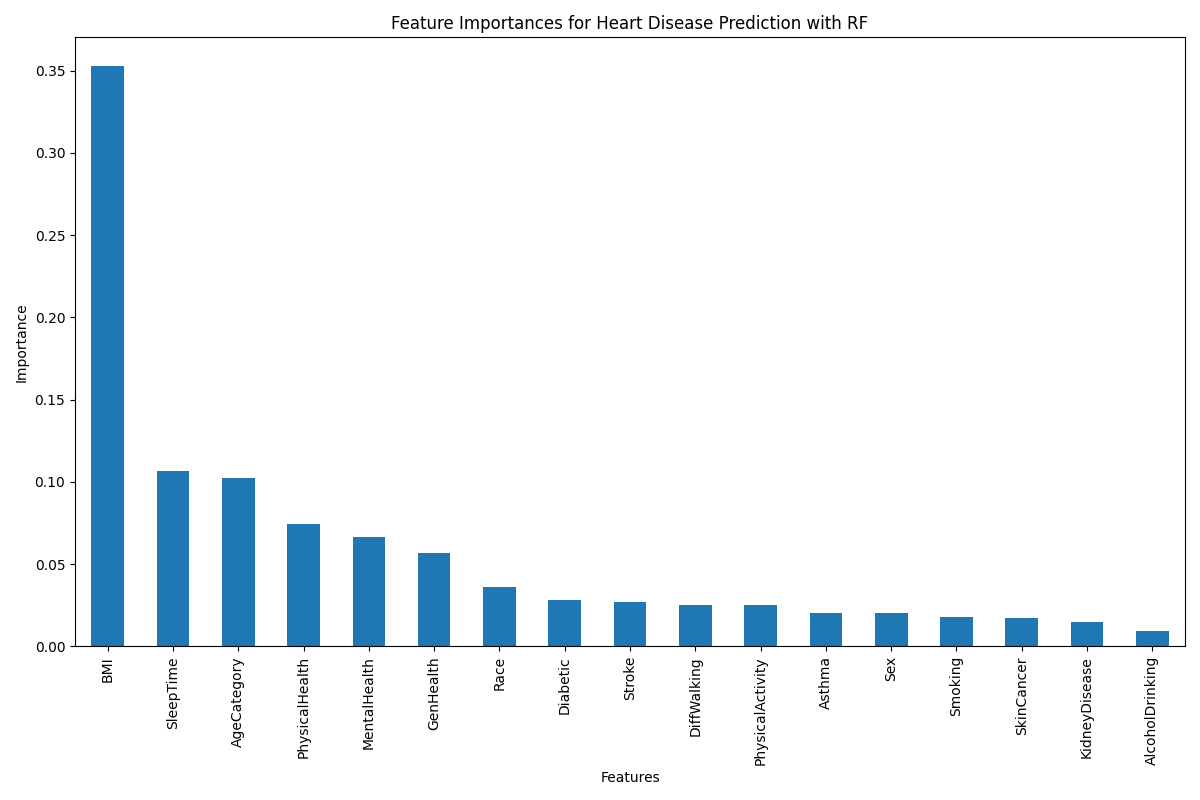 Feature Importances for Heart Disease Prediction with RF
Importance
0.35
0.30
0.25
0.20
0.15
0.10
0.05
0.00
BMI
SleepTime
AgeCategory
PhysicalHealth
MentalHealth
GenHealth
Race
Diabetic
Stroke
DiffWalking
PhysicalActivity
Asthma
Sex
Smoking
SkinCancer
KidneyDisease
AlcoholDrinking
Features